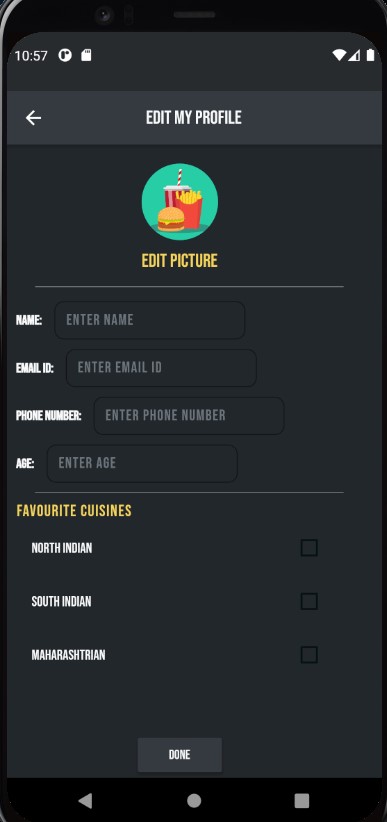 10:57
EDIT MY PROFILE
EDIT PICTURE
NAME: ENTER NAME
EMAIL ID: ENTER EMAIL ID
PHONE NUMBER: ENTER PHONE NUMBER
AGE: ENTER AGE
FAVOURITE CUISINES
NORTH INDIAN
SOUTH INDIAN
MAHARASHTRIAN
DONE